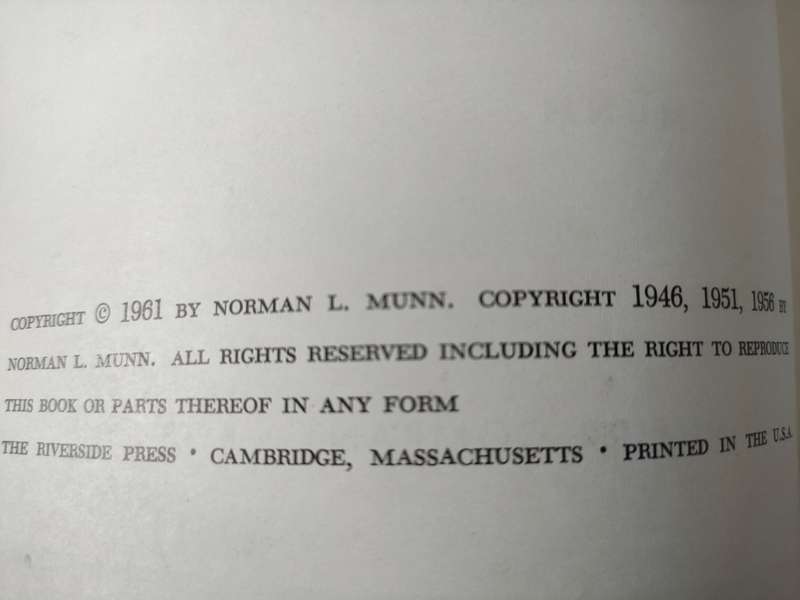 COPYRIGHT © 1961 BY NORMAN L. MUNN. COPYRIGHT 1946, 1951, 1956 BY
NORMAN L. MUNN. ALL RIGHTS RESERVED INCLUDING THE RIGHT TO REPRODUCE
THIS BOOK OR PARTS THEREOF IN ANY FORM
THE RIVERSIDE PRESS • CAMBRIDGE, MASSACHUSETTS • PRINTED IN THE U.S.A.